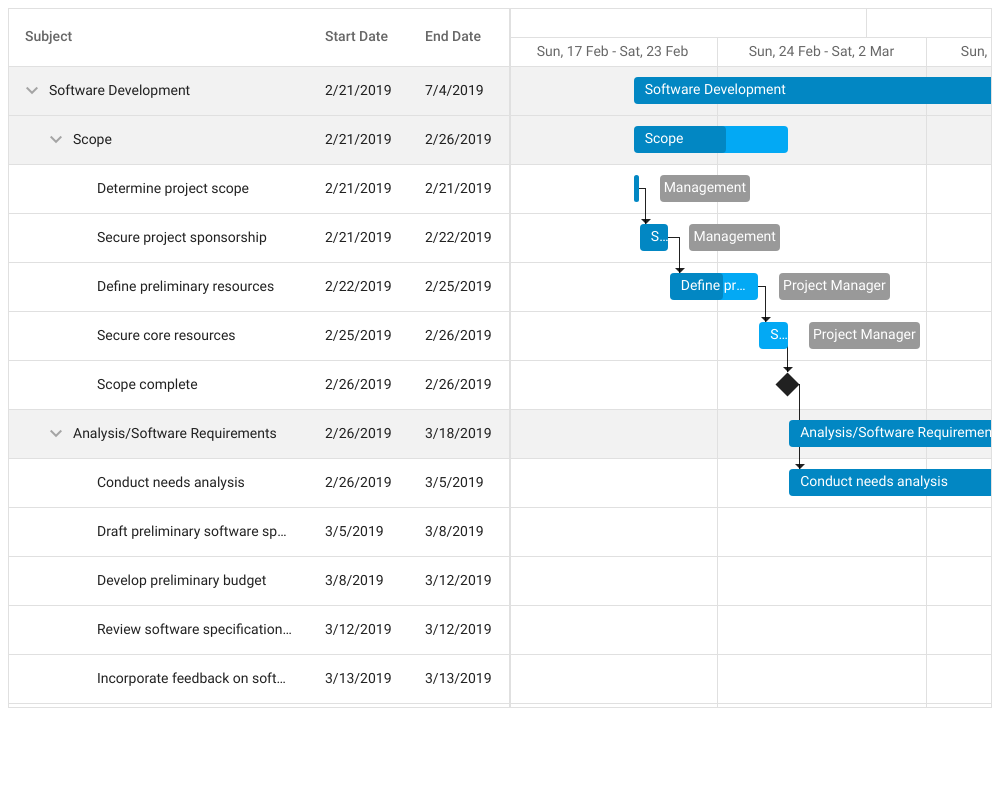 Subject Start Date End Date
Sun, 17 Feb - Sat, 23 Feb Sun, 24 Feb - Sat, 2 Mar Sun,
Software Development 2/21/2019 7/4/2019 Software Development
Scope 2/21/2019 2/26/2019 Scope
Determine project scope 2/21/2019 2/21/2019 Management
Secure project sponsorship 2/21/2019 2/22/2019 S... Management
Define preliminary resources 2/22/2019 2/25/2019 Define pr... Project Manager
Secure core resources 2/25/2019 2/26/2019 S... Project Manager
Scope complete 2/26/2019 2/26/2019
Analysis/Software Requirements 2/26/2019 3/18/2019 Analysis/Software Requiremen
Conduct needs analysis 2/26/2019 3/5/2019 Conduct needs analysis
Draft preliminary software sp... 3/5/2019 3/8/2019
Develop preliminary budget 3/8/2019 3/12/2019
Review software specification... 3/12/2019 3/12/2019
Incorporate feedback on soft... 3/13/2019 3/13/2019